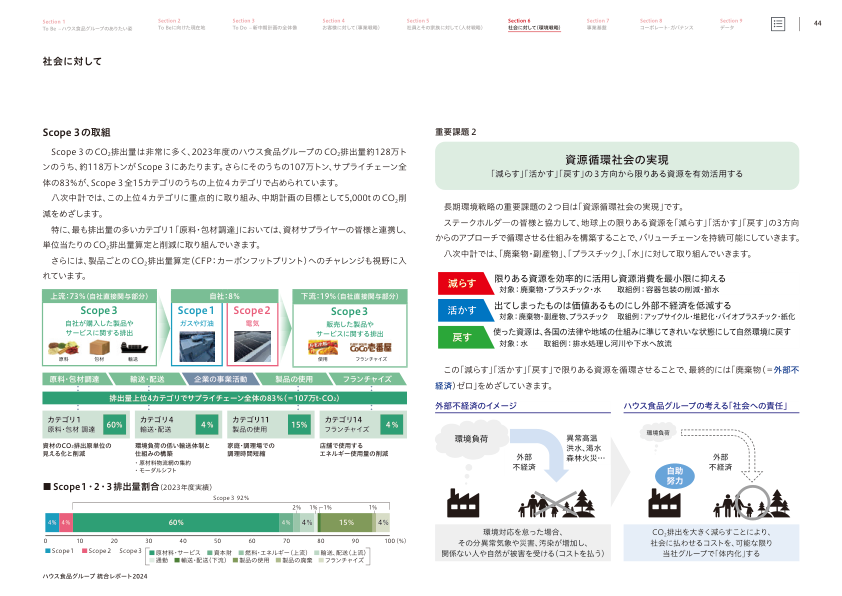 Section 1
To Be －ハウス食品グループのありたい姿
Section 2
To Beに向けた現在地
Section 3
To Do －新作戦計画の全体像
Section 4
お客様に対して(事業戦略)
Section 5
社員とその家族に対して(人材戦略)
Section 6
社会に対して(環境戦略)
Section 7
事業基盤
Section 8
コーポレート・ガバナンス
Section 9
データ
44
社会に対して
Scope 3の取組
Scope 3のCO₂排出量は非常に多く、2023年度のハウス食品グループのCO₂排出量約128万ト
ンのうち、約118万トンがScope 3にあたります。さらにそのうちの107万トン、サプライチェーン全
体の83%が、Scope 3全15カテゴリのうちの上位4カテゴリで占められています。
八次中計では、この上位4カテゴリに重点的に取り組み、中期計画の目標として5,000tのCO₂削
減をめざします。
特に、最も排出量の多いカテゴリ1「原料・包材調達」においては、資材サプライヤーの皆様と連携し、
単位当たりのCO₂排出量算定と削減に取り組んでいきます。
さらには、製品ごとのCO₂排出量算定(CFP：カーボンフットプリント)へのチャレンジも視野に入
れています。
上流：73%(自社直接関与部分)
自社：8%
下流：19%(自社直接関与部分)
Scope 3
自社が購入した製品や
サービスに関する排出
原料
包材
輸送
Scope 1
ガスや灯油
Scope 2
電気
Scope 3
販売した製品や
サービスに関する排出
CoCo壱番屋
使用
フランチャイズ
原料・包材調達
輸送・配送
企業の事業活動
製品の使用
フランチャイズ
排出量上位4カテゴリでサプライチェーン全体の83%(＝107万t-CO₂)
カテゴリ1
原料・包材 調達
60%
カテゴリ4
輸送・配送
4%
カテゴリ11
製品の使用
15%
カテゴリ14
フランチャイズ
4%
資材のCO₂排出原単位の
見える化と削減
環境負荷の低い輸送体制と
仕組みの構築
・原材料物流網の集約
・モーダルシフト
家庭・調理場での
調理時間短縮
店舗で使用する
エネルギー使用量の削減
■ Scope1・2・3排出量割合(2023年度実績)
Scope 3 92%
2%
1%
1%
1%
4%
4%
60%
4%
4%
15%
4%
0
10
20
30
40
50
60
70
80
90
100 (%)
Scope1
Scope2
Scope3
原材料・サービス
資本財
燃料・エネルギー(上流)
輸送、配送(上流)
通勤
輸送・配送(下流)
製品の使用
製品の廃棄
フランチャイズ
ハウス食品グループ 統合レポート2024
重要課題 2
資源循環社会の実現
「減らす」「活かす」「戻す」の3方向から限りある資源を有効活用する
長期環境戦略の重要課題の2つ目は「資源循環社会の実現」です。
ステークホルダーの皆様と協力して、地球上の限りある資源を「減らす」「活かす」「戻す」の3方向
からのアプローチで循環させる仕組みを構築することで、バリューチェーンを持続可能にしていきます。
八次中計では、「廃棄物・副産物」、「プラスチック」、「水」に対して取り組んでいきます。
減らす
限りある資源を効率的に活用し資源消費を最小限に抑える
対象：廃棄物・プラスチック・水　　取組例：容器包装の削減・節水
活かす
出てしまったものは価値あるものにし外部不経済を低減する
対象：廃棄物・副産物、プラスチック　取組例：アップサイクル・堆肥化・バイオプラスチック・紙化
戻す
使った資源は、各国の法律や地域の仕組みに準じてきれいな状態にして自然環境に戻す
対象：水　　取組例：排水処理し河川や下水へ放流
この「減らす」「活かす」「戻す」で限りある資源を循環させることで、最終的には「廃棄物(＝外部不
経済)ゼロ」をめざしていきます。
外部不経済のイメージ
環境負荷
外部
不経済
異常高温
洪水、渇水
森林火災…
環境対応を怠った場合、
その分異常気象や災害、汚染が増加し、
関係ない人や自然が被害を受ける(コストを払う)
ハウス食品グループの考える「社会への責任」
環境負荷
自助
努力
外部
不経済
CO₂排出を大きく減らすことにより、
社会に払わせるコストを、可能な限り
当社グループで「体内化」する